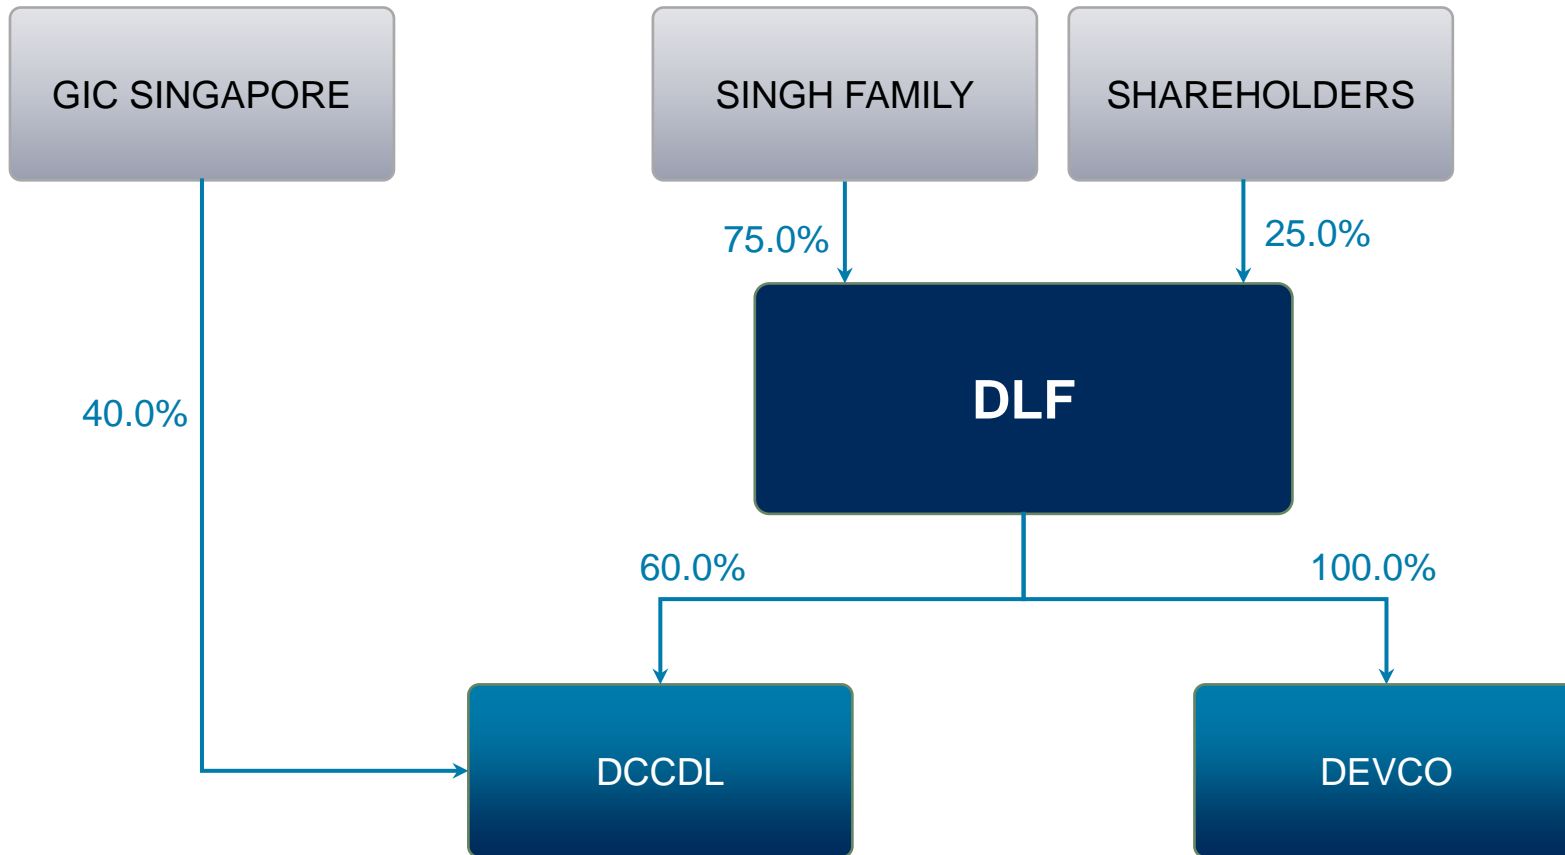 GIC SINGAPORE
SINGH FAMILY
SHAREHOLDERS
75.0%
25.0%
DLF
40.0%
60.0%
100.0%
DCCDL
DEVCO